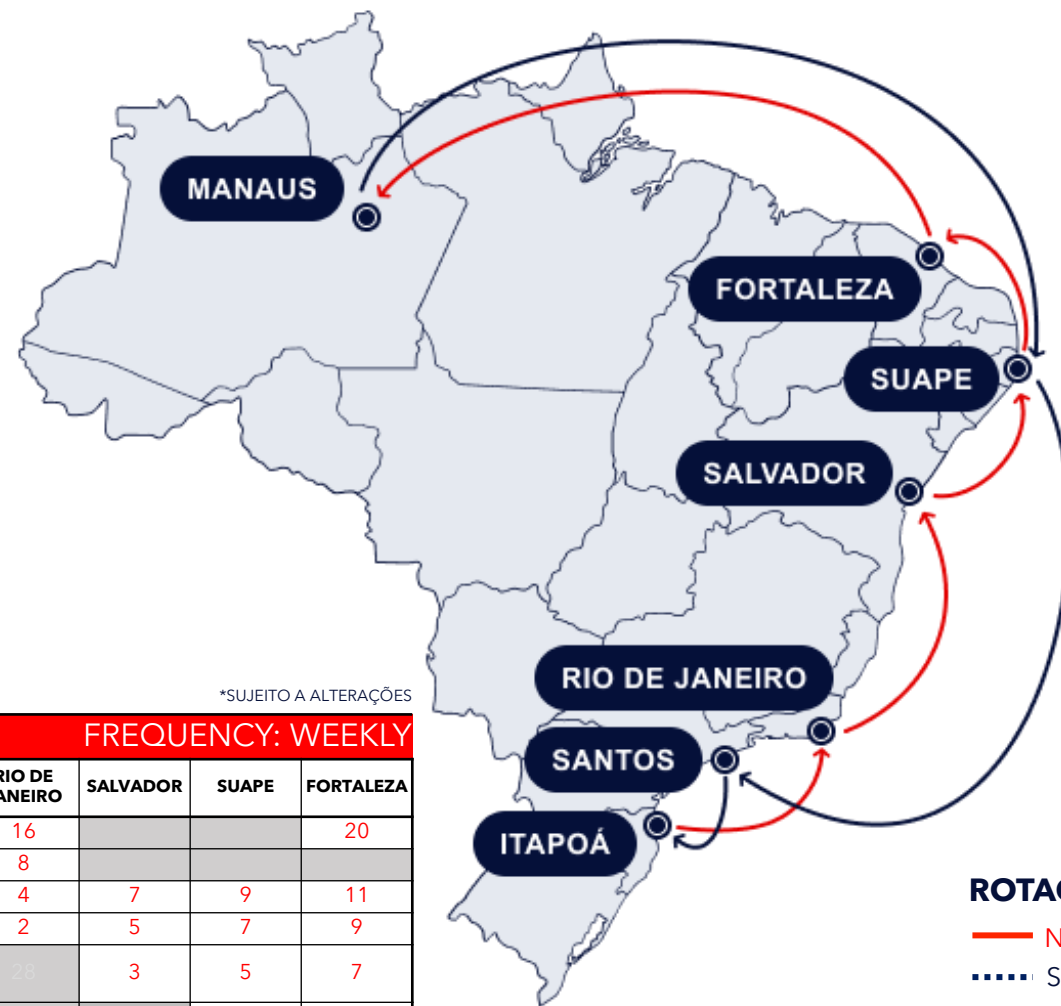 MANAUS
FORTALEZA
SUAPE
SALVADOR
RIO DE JANEIRO
SANTOS
ITAPOÁ
*SUJEITO A ALTERAÇÕES
FREQUENCY: WEEKLY
RIO DE JANEIRO SALVADOR SUAPE FORTALEZA
16 20
8
4 7 9 11
2 5 7 9
28 3 5 7